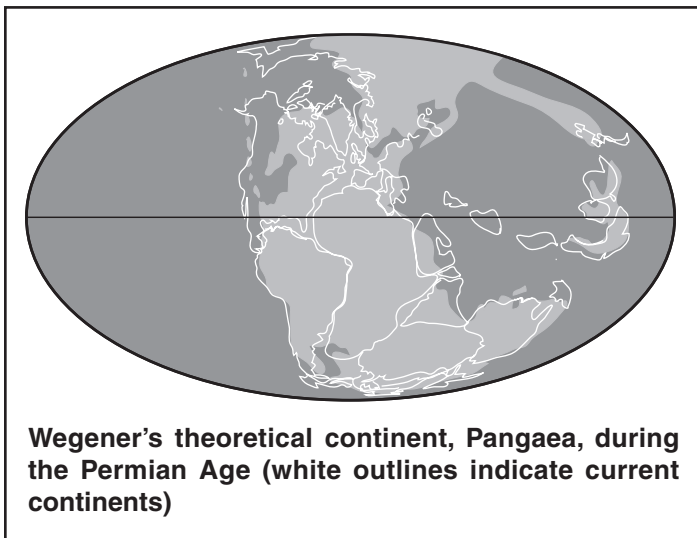 Wegener’s theoretical continent, Pangaea, during
the Permian Age (white outlines indicate current
continents)